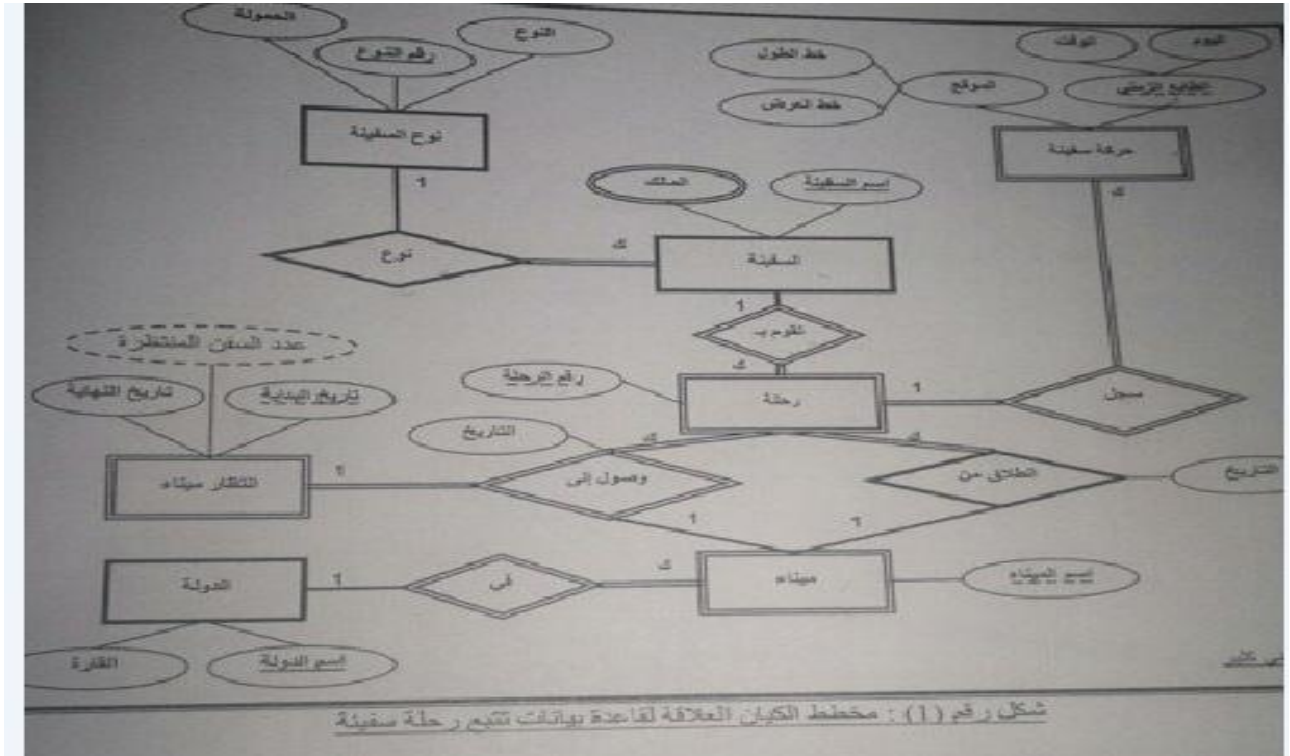 الحمولة
رقم النوع
النوع
نوع السفينة
1
نوع
ك
خط الطول
خط العرض
الموقع
الوقت
اليوم
الطابع الزمني
حركة سفينة
ك
المالك
اسم السفينة
السفينة
1
تقوم بـ
ك
رقم الرحلة
رحلة
1
سجل
عدد السفن المنتظرة
تاريخ النهاية
تاريخ البداية
انتظار ميناء
1
التاريخ
ك
وصول إلى
1
ك
انطلاق من
1
التاريخ
ميناء
اسم الميناء
ك
في
1
الدولة
القارة
اسم الدولة
شكل رقم (1) : مخطط الكيان العلاقة لقاعدة بيانات تتبع رحلة سفينة